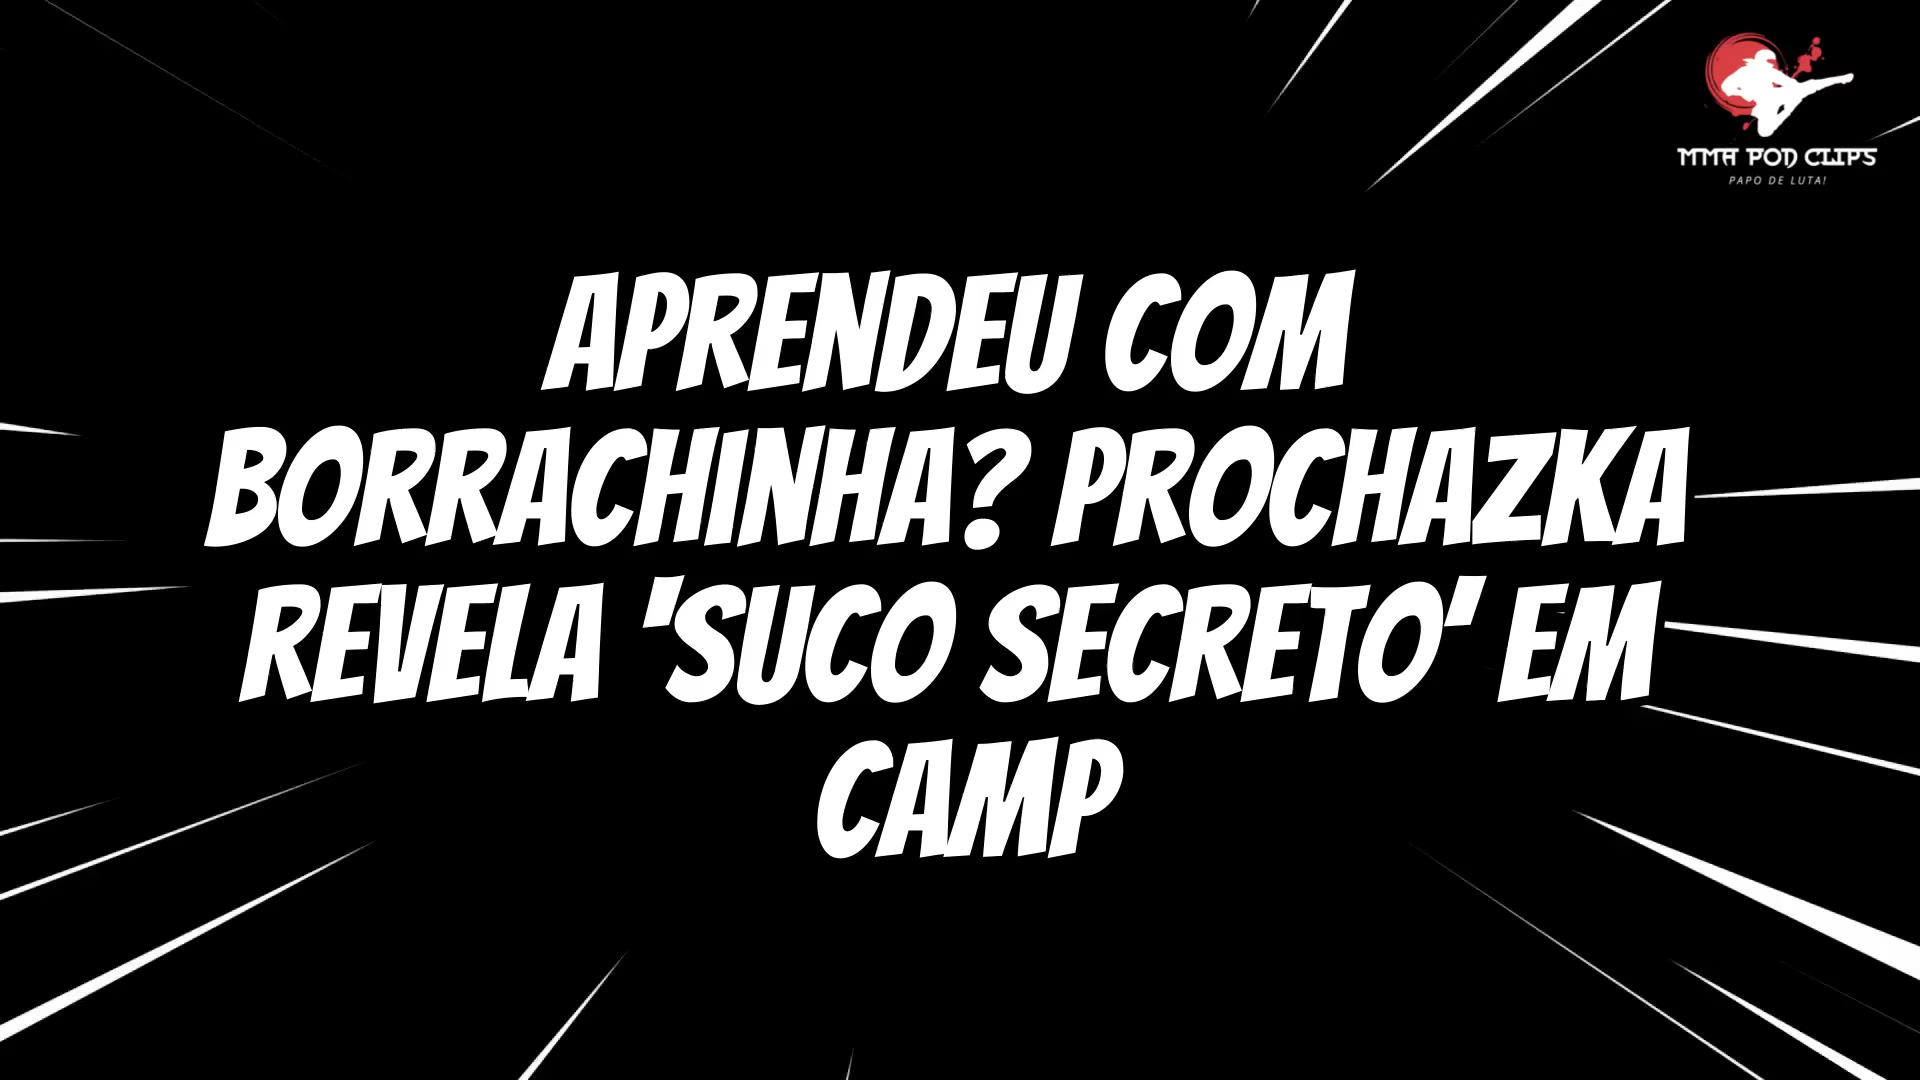 MMA POD CLIPS
PAPO DE LUTA!
APRENDEU COM
BORRACHINHA? PROCHAZKA
REVELA 'SUCO SECRETO' EM
CAMP